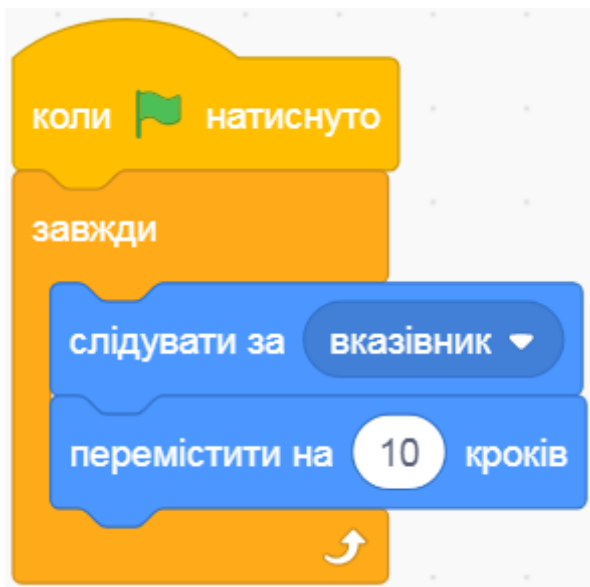 коли натиснуто
завжди
слідувати за вказівник
перемістити на 10 кроків